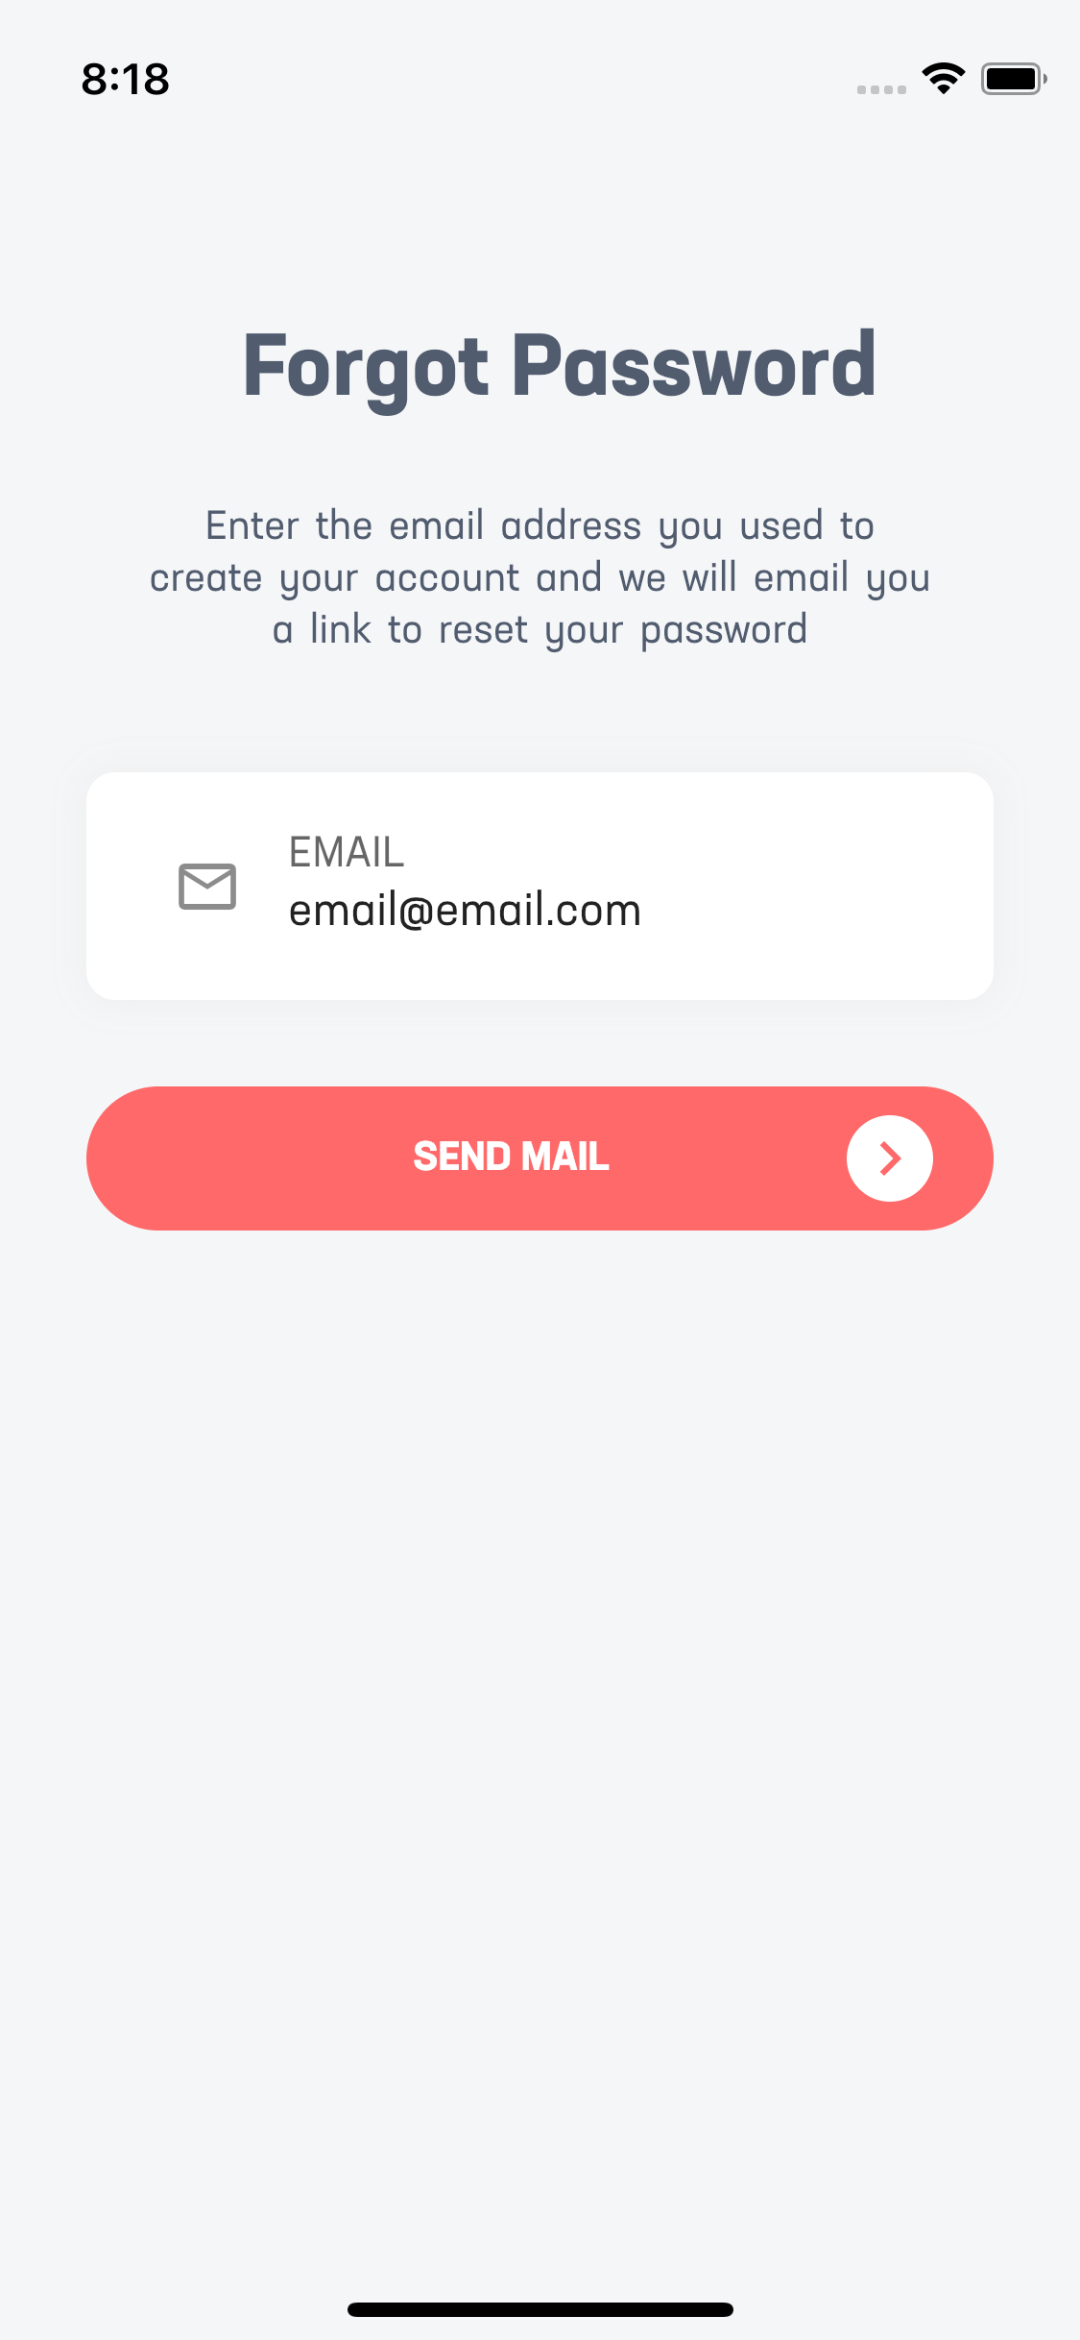 8:18
Forgot Password
Enter the email address you used to
create your account and we will email you
a link to reset your password
EMAIL
email@email.com
SEND MAIL